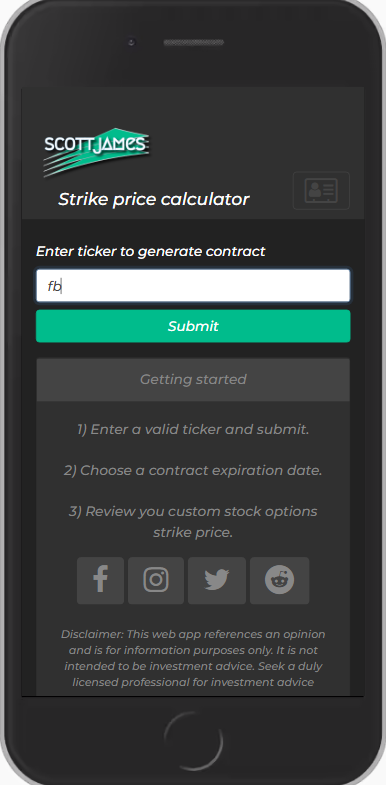 SCOTTJAMES
Strike price calculator
Enter ticker to generate contract
fb
Submit
Getting started
1) Enter a valid ticker and submit.
2) Choose a contract expiration date.
3) Review you custom stock options
strike price.
Disclaimer: This web app references an opinion
and is for information purposes only. It is not
intended to be investment advice. Seek a duly
licensed professional for investment advice